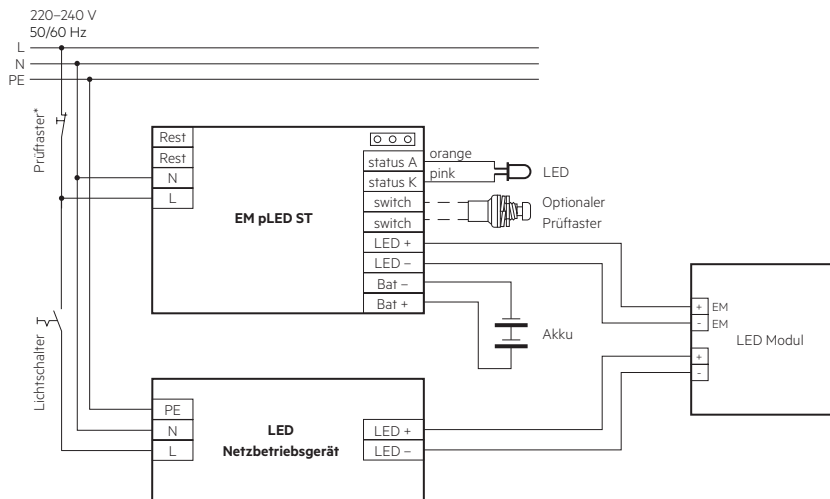 220–240 V
50/60 Hz
L
N
PE
Prüftaster*
Rest
Rest
N
L
EM pLED ST
status A
status K
switch
switch
LED +
LED –
Bat –
Bat +
orange
pink
LED
Optionaler
Prüftaster
Akku
+ EM
- EM
LED Modul
+
-
Lichtschalter
PE
N
L
LED
Netzbetriebsgerät
LED +
LED –